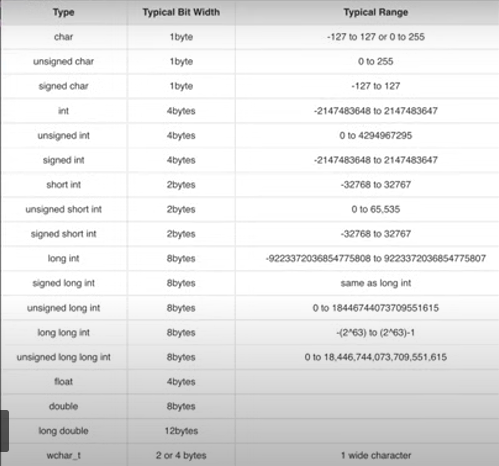 Type Typical Bit Width Typical Range
char 1byte -127 to 127 or 0 to 255
unsigned char 1byte 0 to 255
signed char 1byte -127 to 127
int 4bytes -2147483648 to 2147483647
unsigned int 4bytes 0 to 4294967295
signed int 4bytes -2147483648 to 2147483647
short int 2bytes -32768 to 32767
unsigned short int 2bytes 0 to 65,535
signed short int 2bytes -32768 to 32767
long int 8bytes -9223372036854775808 to 9223372036854775807
signed long int 8bytes same as long int
unsigned long int 8bytes 0 to 18446744073709551615
long long int 8bytes -(2^63) to (2^63)-1
unsigned long long int 8bytes 0 to 18,446,744,073,709,551,615
float 4bytes
double 8bytes
long double 12bytes
wchar_t 2 or 4 bytes 1 wide character